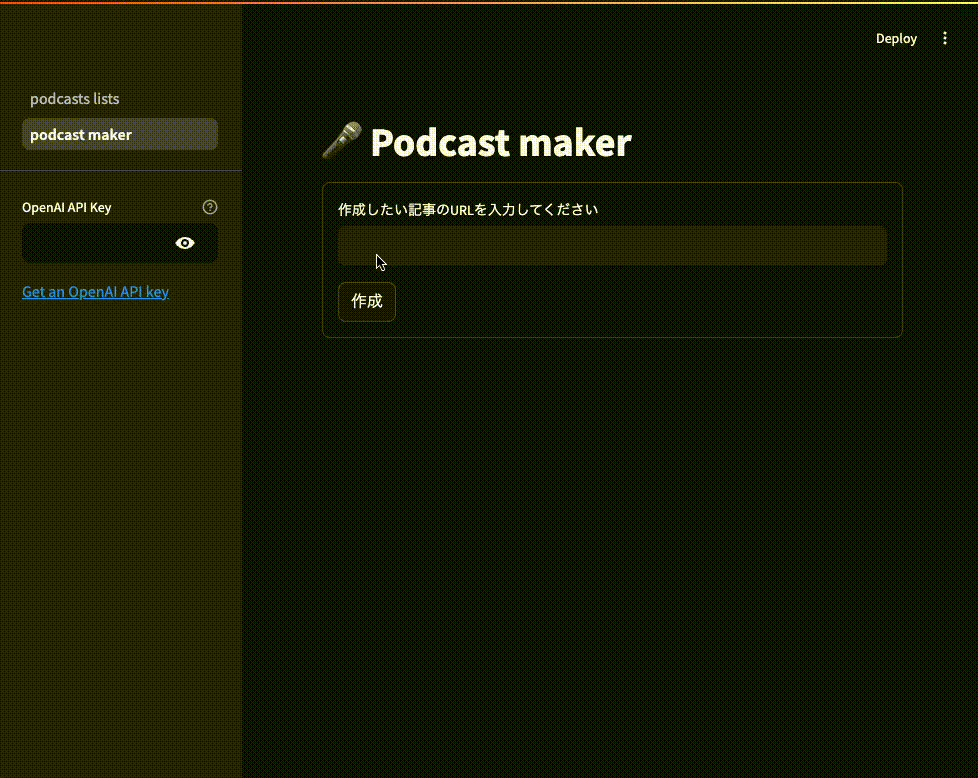 Deploy
podcasts lists
podcast maker
OpenAI API Key
Get an OpenAI API key
Podcast maker
作成したい記事のURLを入力してください
作成